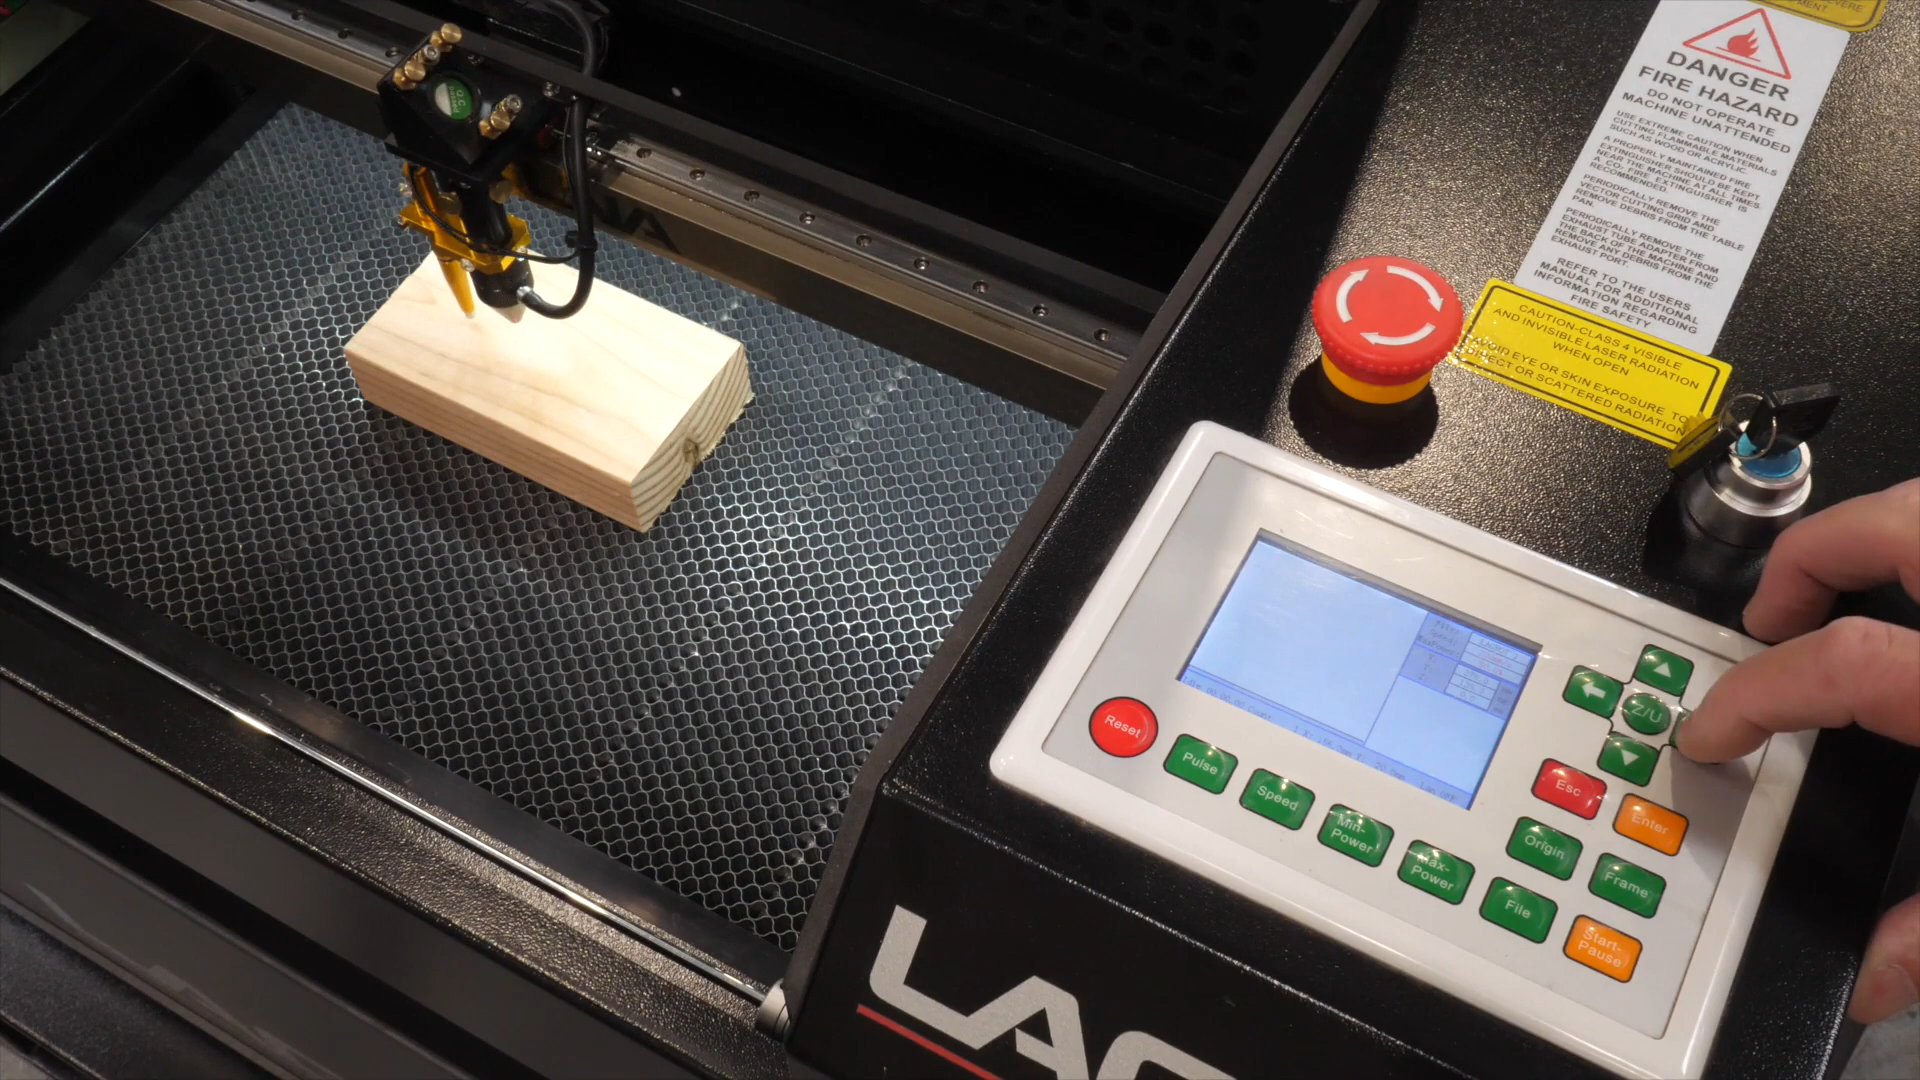 DANGER
FIRE HAZARD
DO NOT OPERATE
MACHINE UNATTENDED
USE EXTREME CAUTION WHEN
CUTTING FLAMMABLE MATERIALS
SUCH AS WOOD OR ACRYLIC.
A PROPERLY MAINTAINED FIRE
EXTINGUISHER SHOULD BE KEPT
NEAR THE MACHINE AT ALL TIMES.
A CO2 FIRE EXTINGUISHER IS
RECOMMENDED.
PERIODICALLY REMOVE THE
VECTOR CUTTING GRID AND
REMOVE DEBRIS FROM THE TABLE
PAN.
PERIODICALLY REMOVE THE
EXHAUST TUBE ADAPTER FROM
THE BACK OF THE MACHINE AND
REMOVE ANY DEBRIS FROM THE
EXHAUST PORT.
REFER TO THE USERS
MANUAL FOR ADDITIONAL
INFORMATION REGARDING
FIRE SAFETY
CAUTION-CLASS 4 VISIBLE
AND INVISIBLE LASER RADIATION
WHEN OPEN
AVOID EYE OR SKIN EXPOSURE TO
DIRECT OR SCATTERED RADIATION
Z/U
Reset
Pulse
Speed
Min-
Power
Max-
Power
Esc
Enter
Origin
Frame
File
Start-
Pause